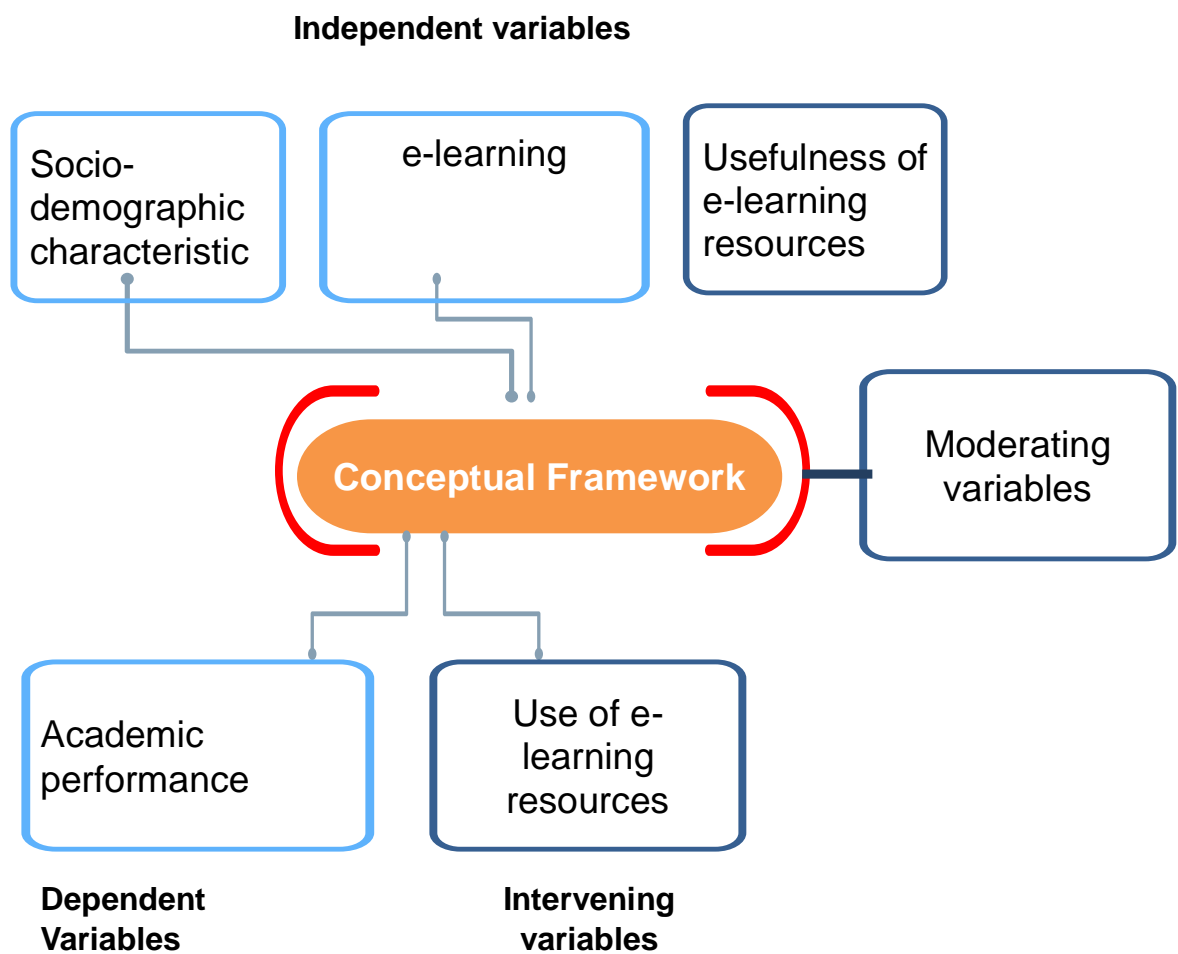 Independent variables
Socio-
demographic
characteristic
e-learning
Usefulness of
e-learning
resources
Conceptual Framework
Moderating
variables
Academic
performance
Use of e-
learning
resources
Dependent
Variables
Intervening
variables